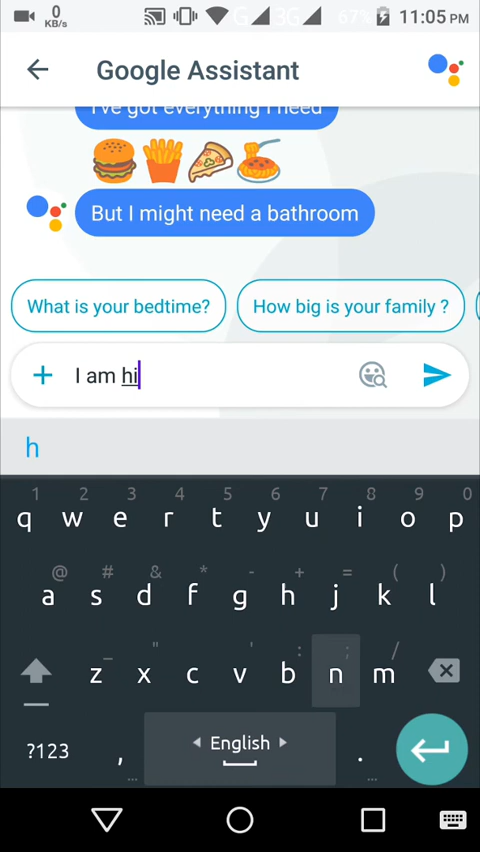 0
KB/s
G
3G
67%
11:05 PM
Google Assistant
I've got everything I need
But I might need a bathroom
What is your bedtime?
How big is your family ?
I am hi
h
1 2 3 4 5 6 7 8 9 0
q w e r t y u i o p
@ # & * - + = ( )
a s d f g h j k l
_ " ' : ; /
z x c v b n m
?123 , English .
... ...